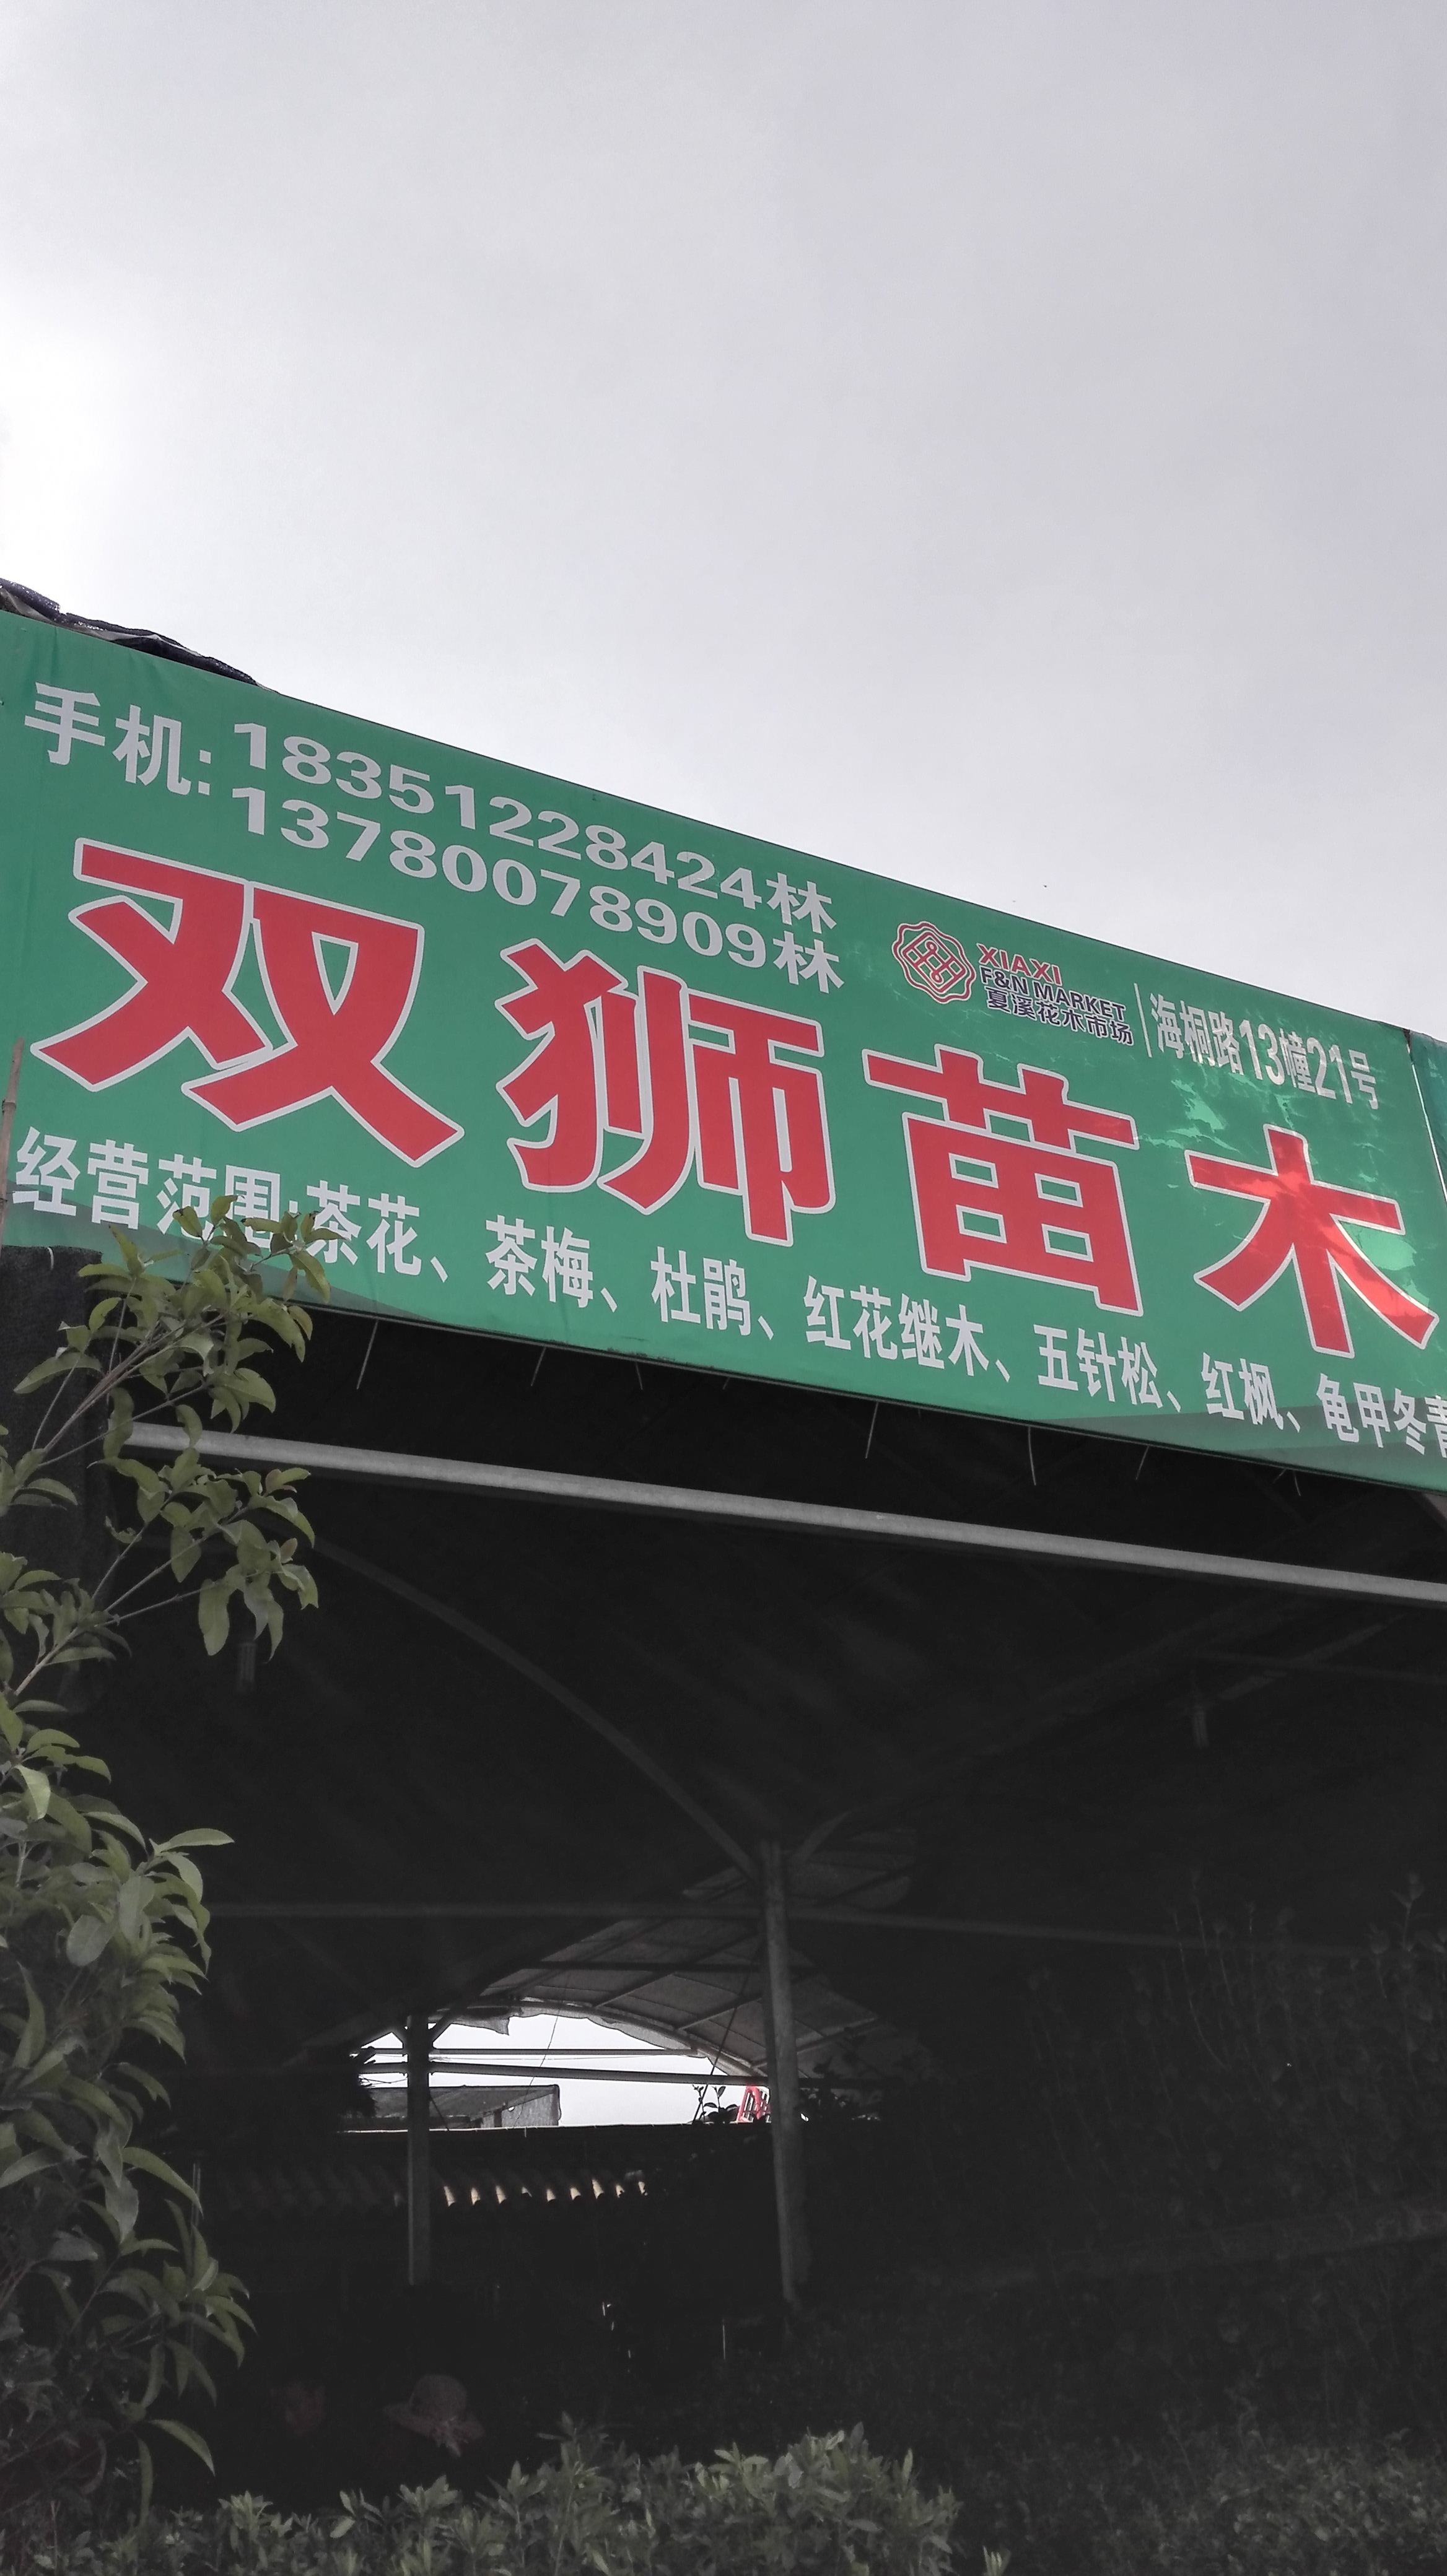 手机:18351228424林
13780078909林
XIAXI
F&N MARKET
夏溪花木市场
海桐路13幢21号
双狮苗木
经营范围:茶花、茶梅、杜鹃、红花继木、五针松、红枫、龟甲冬青